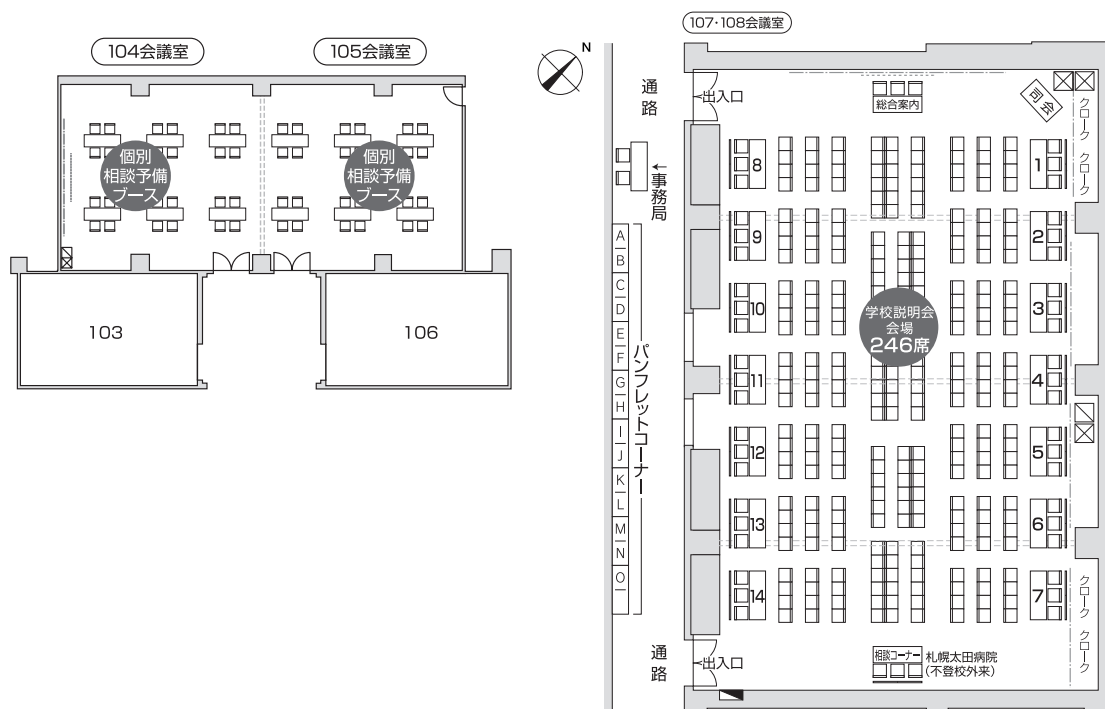 104会議室
105会議室
個別
相談予備
ブース
個別
相談予備
ブース
103
106
N
107・108会議室
通路
出入口
総合案内
司会
クローク クローク
←事務局
パンフレットコーナー
A
B
C
D
E
F
G
H
I
J
K
L
M
N
O
8
9
10
11
12
13
14
学校説明会
会場
246席
1
2
3
4
5
6
7
クローク クローク
通路
出入口
相談コーナー
札幌太田病院
(不登校外来)